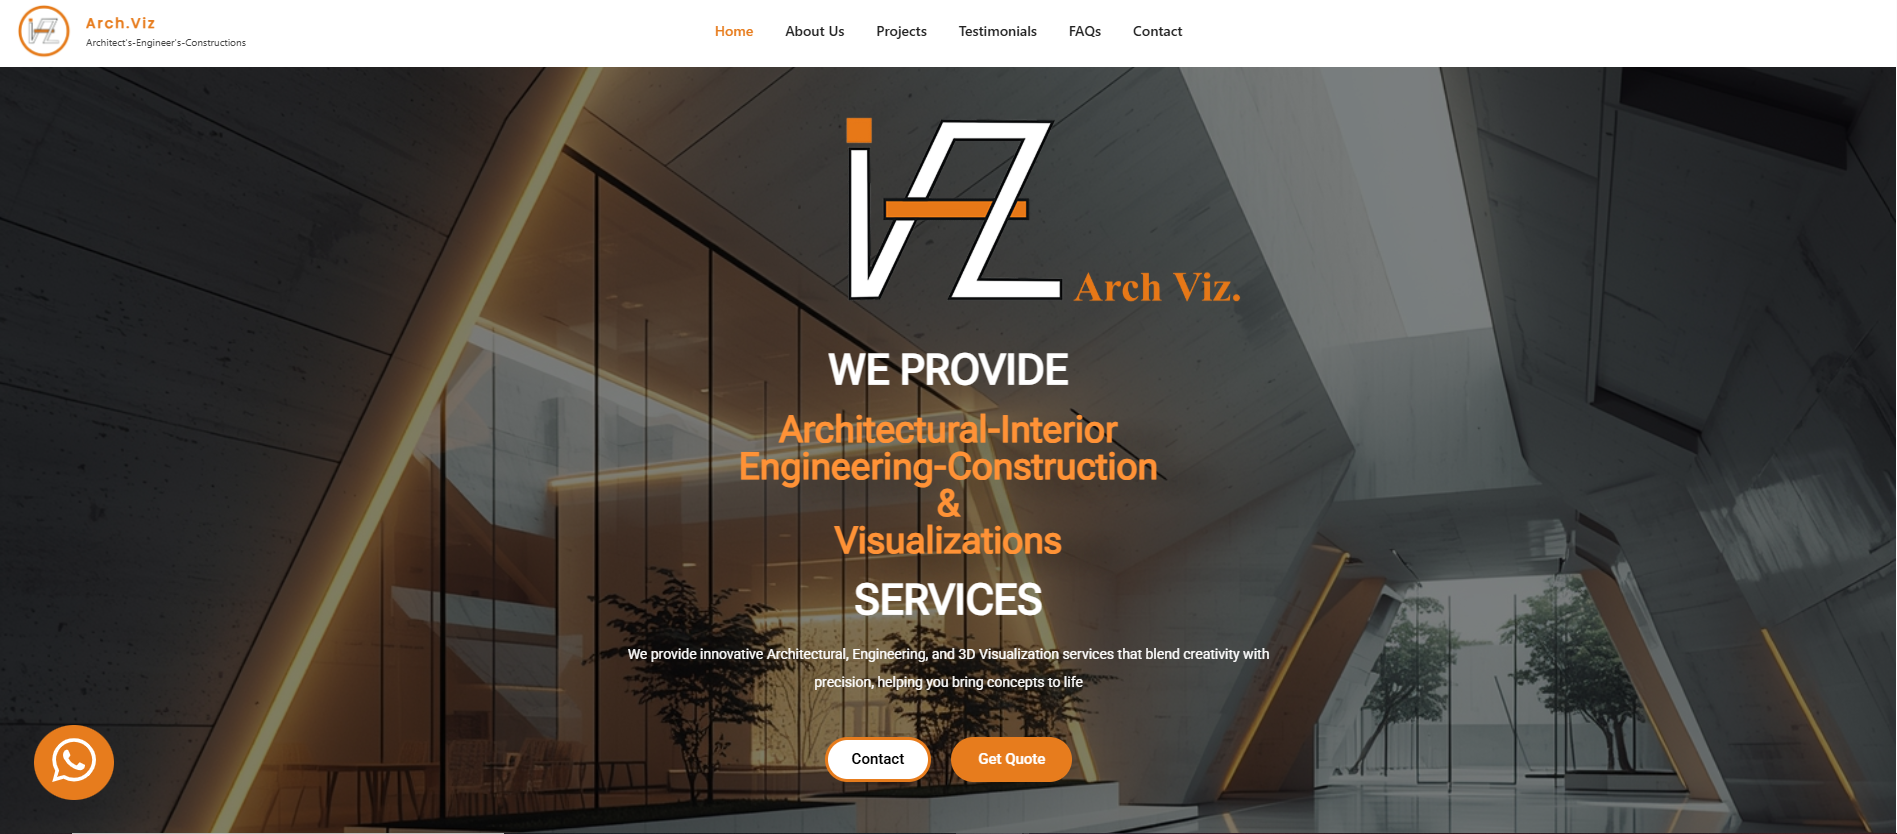 Arch.Viz
Architect's-Engineer's-Constructions
Home About Us Projects Testimonials FAQs Contact
Arch Viz.
WE PROVIDE
Architectural-Interior
Engineering-Construction
&
Visualizations
SERVICES
We provide innovative Architectural, Engineering, and 3D Visualization services that blend creativity with
precision, helping you bring concepts to life
Contact Get Quote